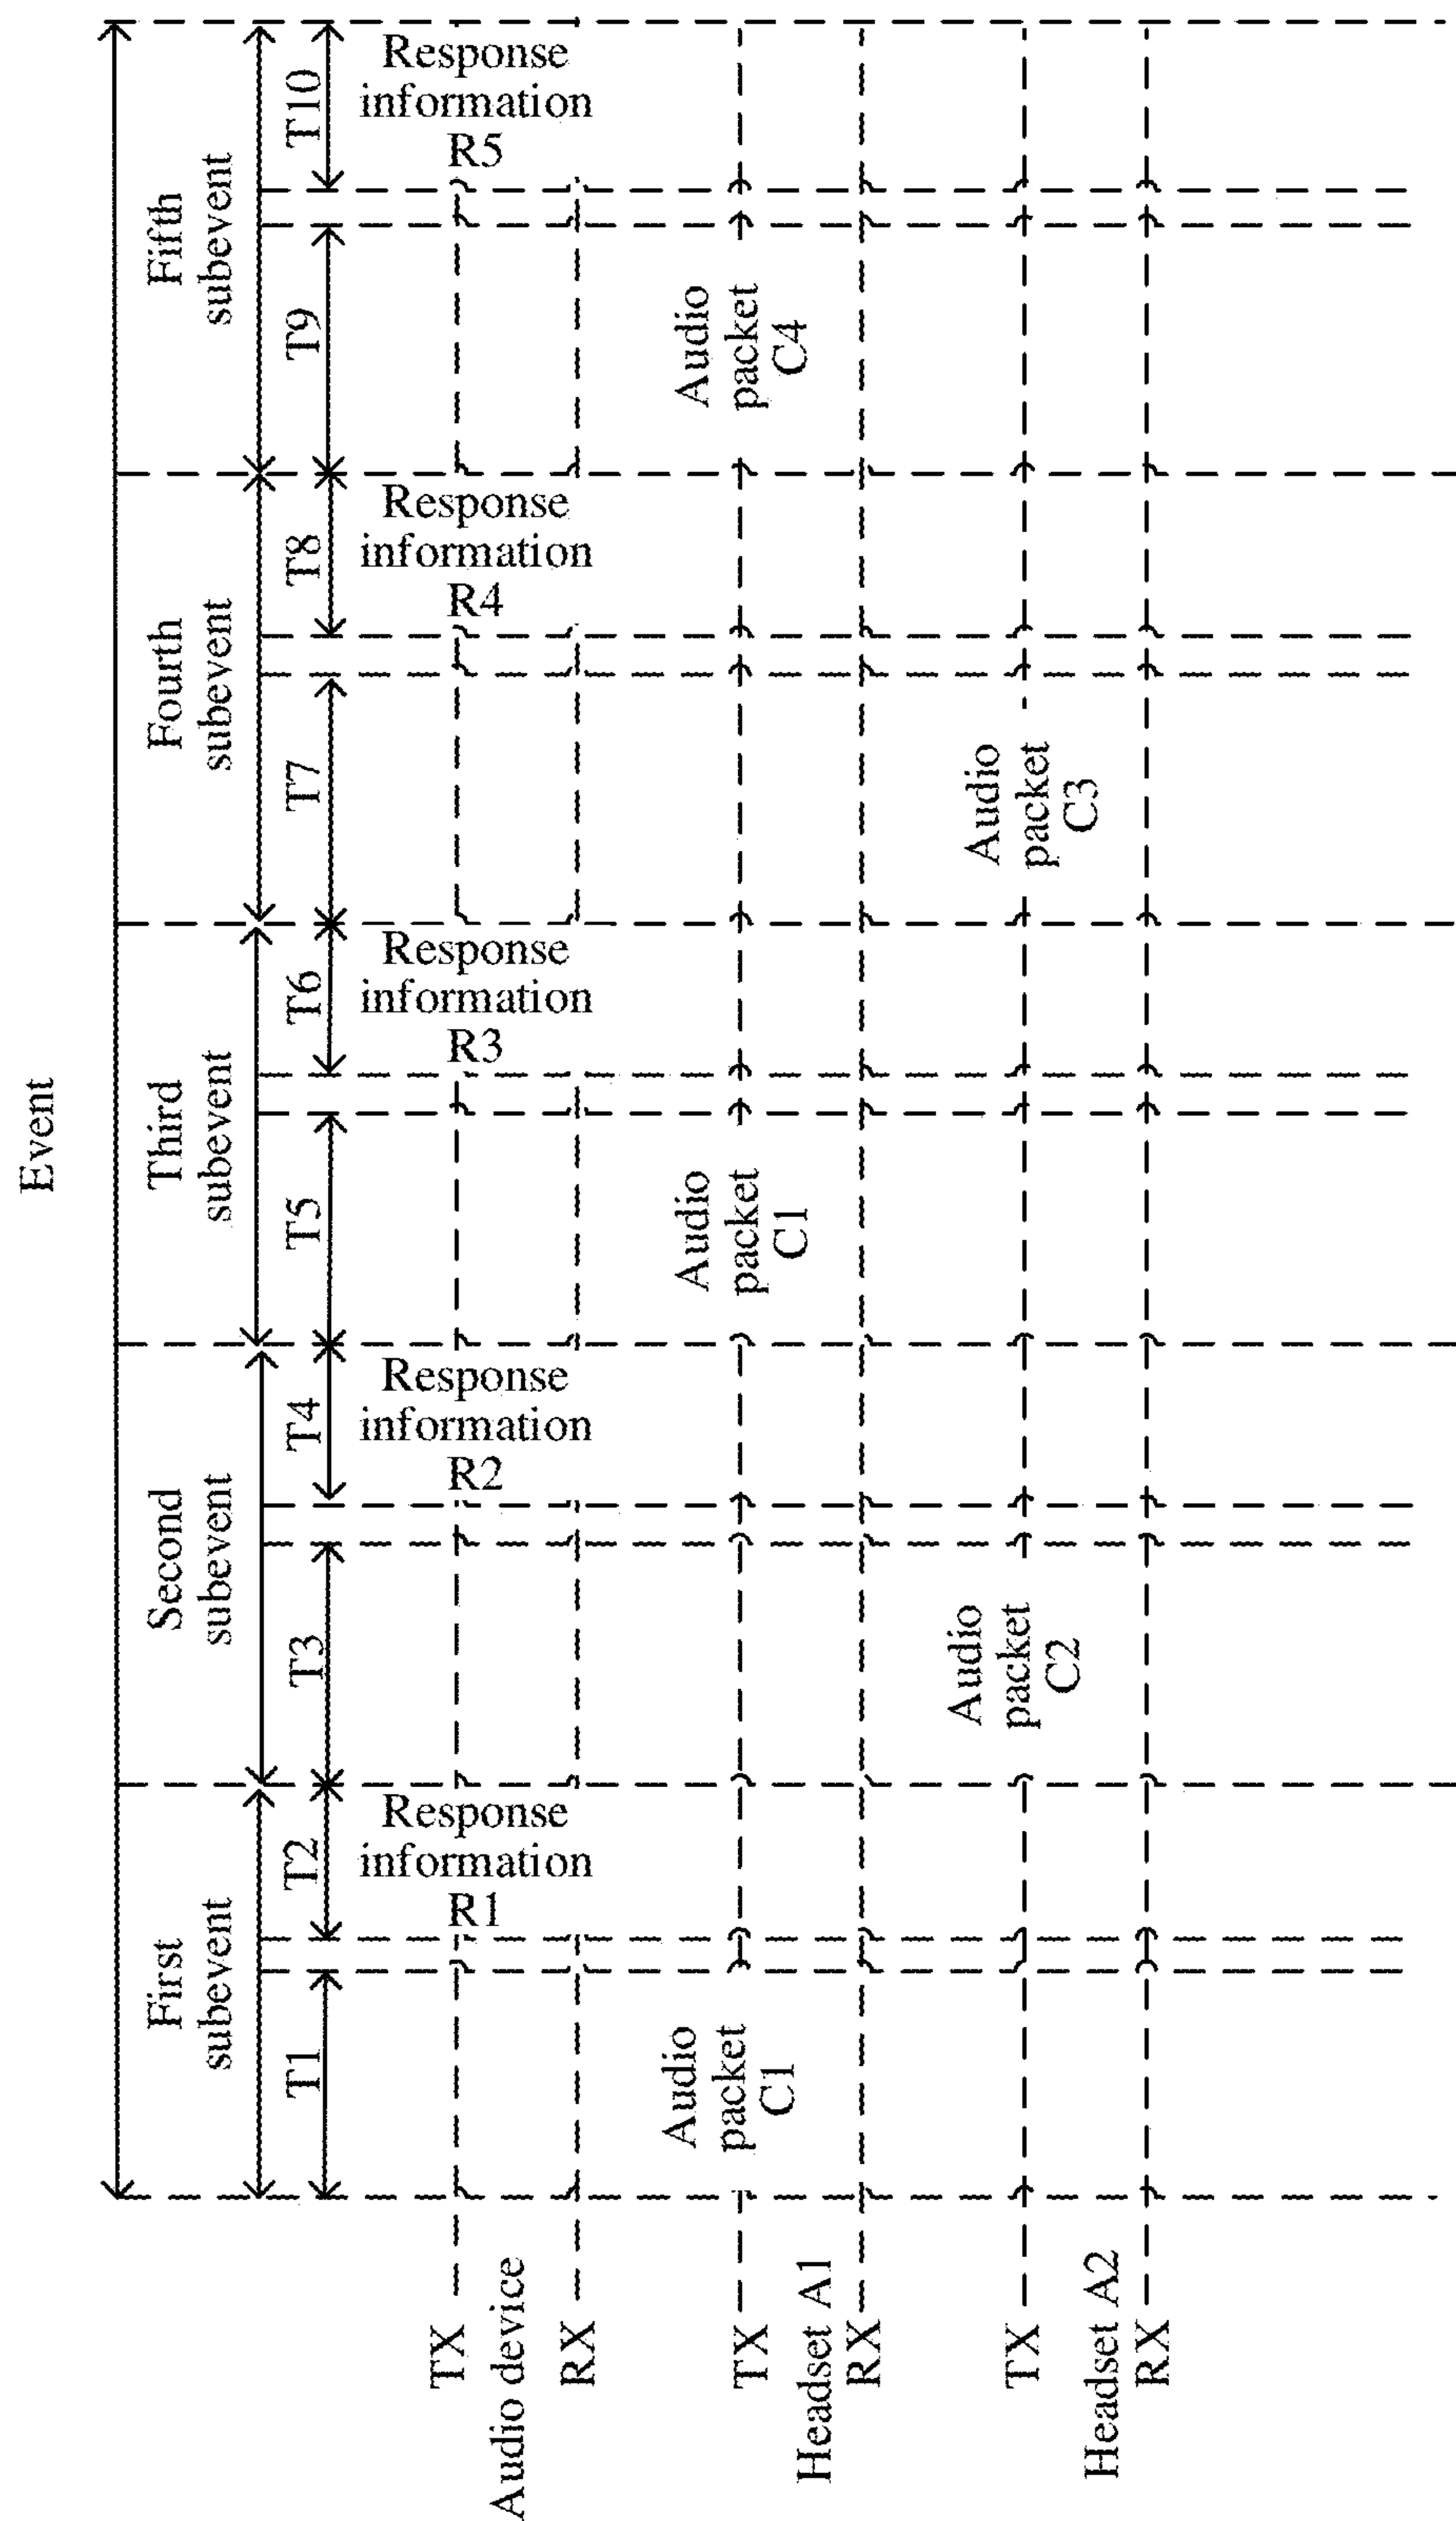 Event
First
subevent
Second
subevent
Third
subevent
Fourth
subevent
Fifth
subevent
T1
T2
T3
T4
T5
T6
T7
T8
T9
T10
TX
Audio device
RX
Response
information
R1
Response
information
R2
Response
information
R3
Response
information
R4
Response
information
R5
TX
Headset A1
RX
Audio
packet
C1
Audio
packet
C1
Audio
packet
C4
TX
Headset A2
RX
Audio
packet
C2
Audio
packet
C3